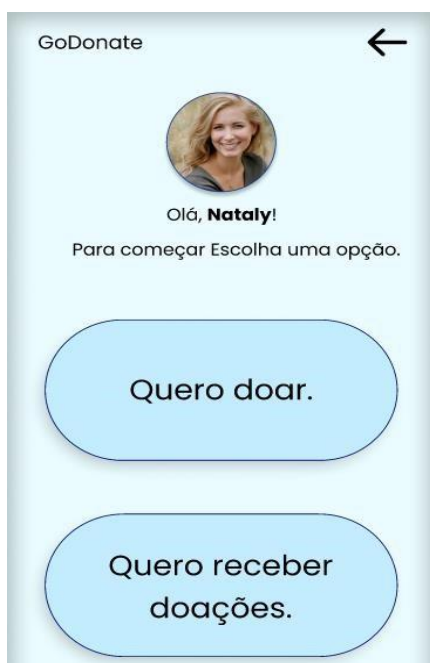 GoDonate
Olá, Nataly!
Para começar Escolha uma opção.
Quero doar.
Quero receber
doações.